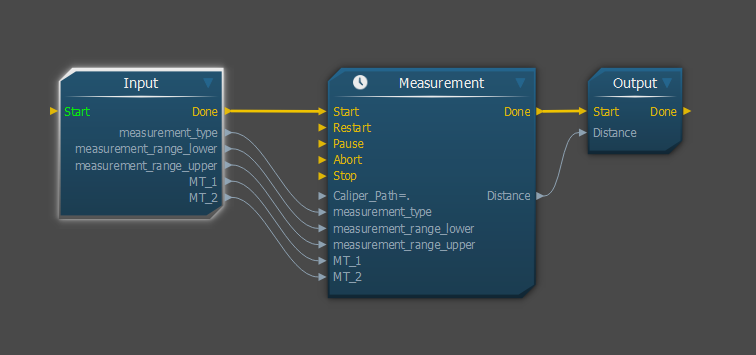 Input
Start Done
measurement_type
measurement_range_lower
measurement_range_upper
MT_1
MT_2
Measurement
Start Done
Restart
Pause
Abort
Stop
Caliper_Path=. Distance
measurement_type
measurement_range_lower
measurement_range_upper
MT_1
MT_2
Output
Start Done
Distance